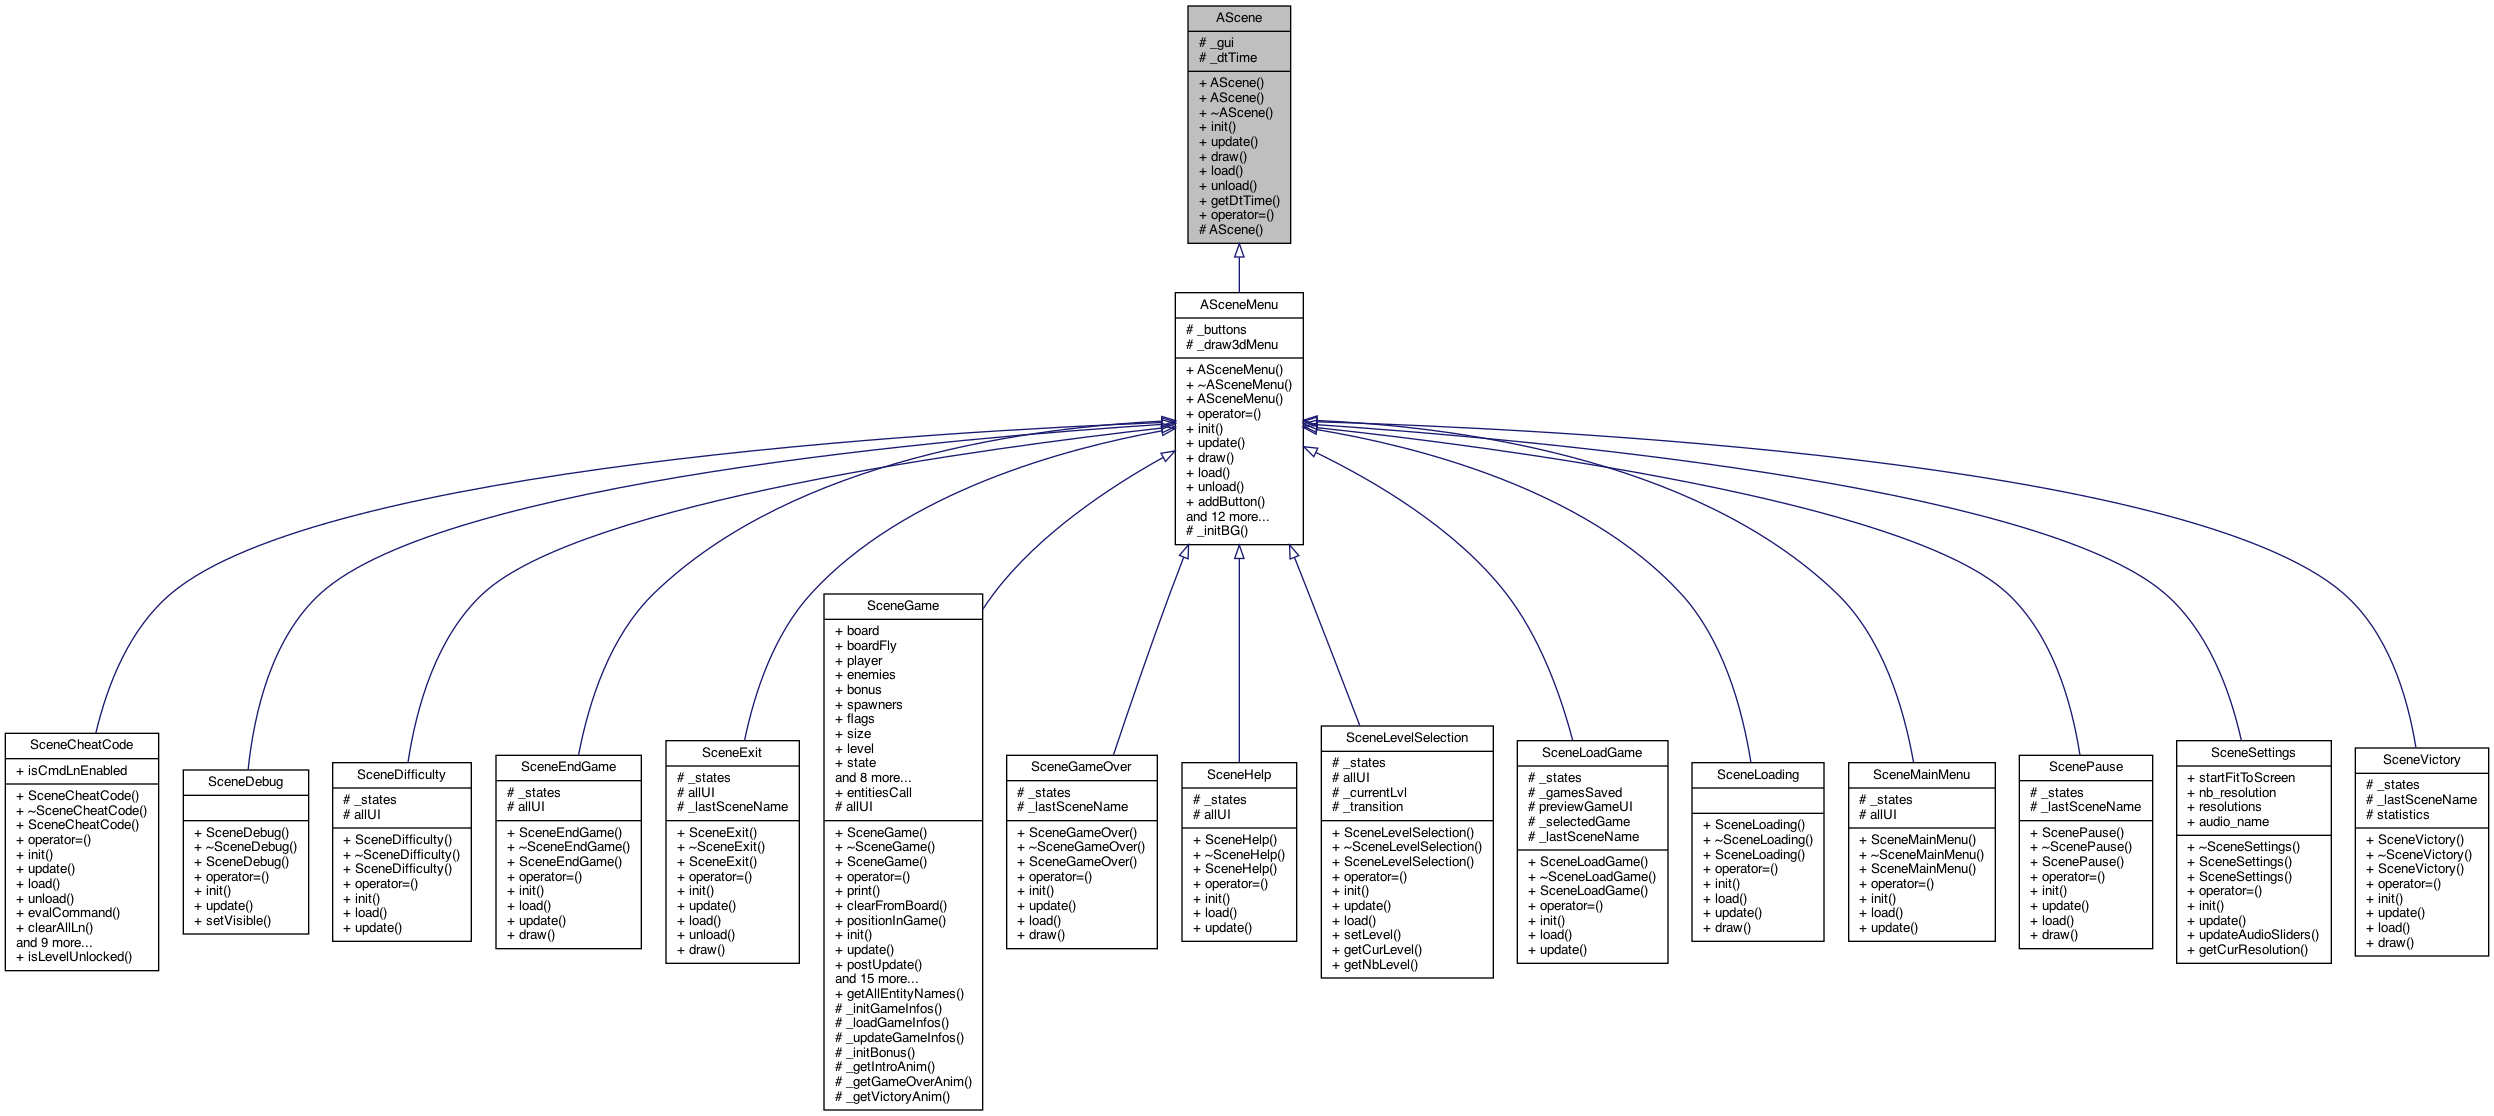 AScene
# _gui
# _dtTime
+ AScene()
+ AScene()
+ ~AScene()
+ init()
+ update()
+ draw()
+ load()
+ unload()
+ getDtTime()
+ operator=()
# AScene()
ASceneMenu
# _buttons
# _draw3dMenu
+ ASceneMenu()
+ ~ASceneMenu()
+ ASceneMenu()
+ operator=()
+ init()
+ update()
+ draw()
+ load()
+ unload()
+ addButton()
and 12 more...
# _initBG()
SceneCheatCode
+ isCmdLnEnabled
+ SceneCheatCode()
+ ~SceneCheatCode()
+ SceneCheatCode()
+ operator=()
+ init()
+ update()
+ load()
+ unload()
+ evalCommand()
+ clearAllLn()
and 9 more...
+ isLevelUnlocked()
SceneDebug
+ SceneDebug()
+ ~SceneDebug()
+ SceneDebug()
+ operator=()
+ init()
+ update()
+ setVisible()
SceneDifficulty
# _states
# allUI
+ SceneDifficulty()
+ ~SceneDifficulty()
+ SceneDifficulty()
+ operator=()
+ init()
+ load()
+ update()
SceneEndGame
# _states
# allUI
+ SceneEndGame()
+ ~SceneEndGame()
+ SceneEndGame()
+ operator=()
+ init()
+ load()
+ update()
+ draw()
SceneExit
# _states
# allUI
# _lastSceneName
+ SceneExit()
+ ~SceneExit()
+ SceneExit()
+ operator=()
+ init()
+ update()
+ load()
+ unload()
+ draw()
SceneGame
+ board
+ boardFly
+ player
+ enemies
+ bonus
+ spawners
+ flags
+ size
+ level
+ state
and 8 more...
+ entitiesCall
# allUI
+ SceneGame()
+ ~SceneGame()
+ SceneGame()
+ operator=()
+ print()
+ clearFromBoard()
+ positionInGame()
+ init()
+ update()
+ postUpdate()
and 15 more...
+ getAllEntityNames()
# _initGameInfos()
# _loadGameInfos()
# _updateGameInfos()
# _initBonus()
# _getIntroAnim()
# _getGameOverAnim()
# _getVictoryAnim()
SceneGameOver
# _states
# _lastSceneName
+ SceneGameOver()
+ ~SceneGameOver()
+ SceneGameOver()
+ operator=()
+ init()
+ update()
+ load()
+ draw()
SceneHelp
# _states
# allUI
+ SceneHelp()
+ ~SceneHelp()
+ SceneHelp()
+ operator=()
+ init()
+ load()
+ update()
SceneLevelSelection
# _states
# allUI
# _currentLvl
# _transition
+ SceneLevelSelection()
+ ~SceneLevelSelection()
+ SceneLevelSelection()
+ operator=()
+ init()
+ update()
+ load()
+ setLevel()
+ getCurLevel()
+ getNbLevel()
SceneLoadGame
# _states
# _gamesSaved
# previewGameUI
# _selectedGame
# _lastSceneName
+ SceneLoadGame()
+ ~SceneLoadGame()
+ SceneLoadGame()
+ operator=()
+ init()
+ load()
+ update()
SceneLoading
+ SceneLoading()
+ ~SceneLoading()
+ SceneLoading()
+ operator=()
+ init()
+ load()
+ update()
+ draw()
SceneMainMenu
# _states
# allUI
+ SceneMainMenu()
+ ~SceneMainMenu()
+ SceneMainMenu()
+ operator=()
+ init()
+ load()
+ update()
ScenePause
# _states
# _lastSceneName
+ ScenePause()
+ ~ScenePause()
+ ScenePause()
+ operator=()
+ init()
+ update()
+ load()
+ draw()
SceneSettings
+ startFitToScreen
+ nb_resolution
+ resolutions
+ audio_name
+ ~SceneSettings()
+ SceneSettings()
+ SceneSettings()
+ operator=()
+ init()
+ update()
+ updateAudioSliders()
+ getCurResolution()
SceneVictory
# _states
# _lastSceneName
# statistics
+ SceneVictory()
+ ~SceneVictory()
+ SceneVictory()
+ operator=()
+ init()
+ update()
+ load()
+ draw()